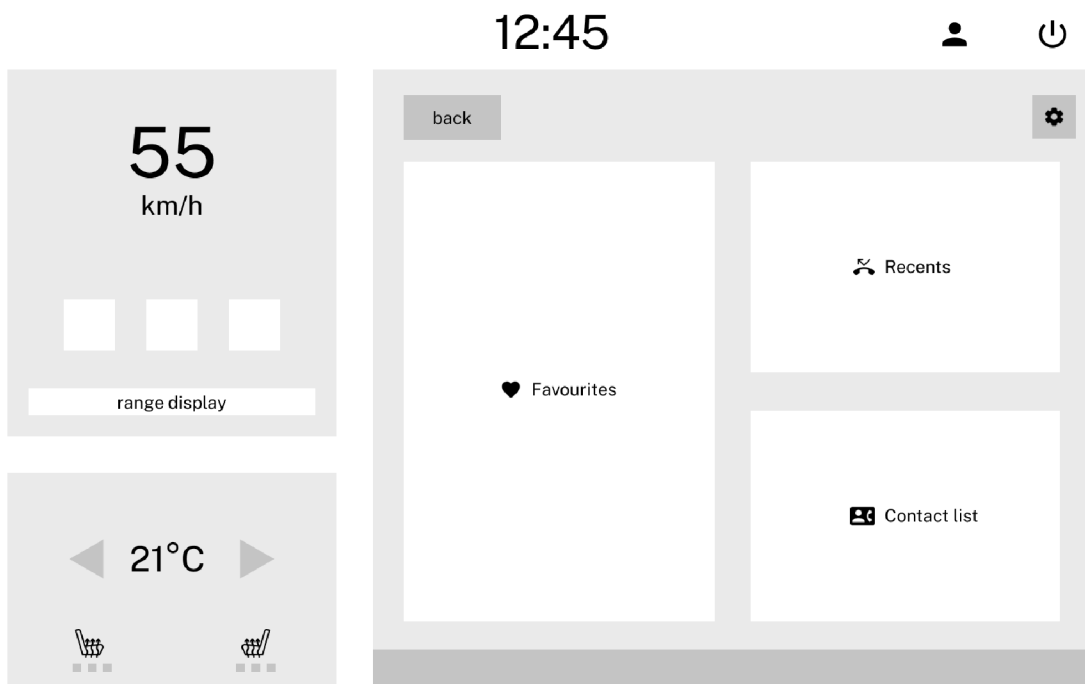 12:45
55
km/h
range display
21°C
back
Favourites
Recents
Contact list